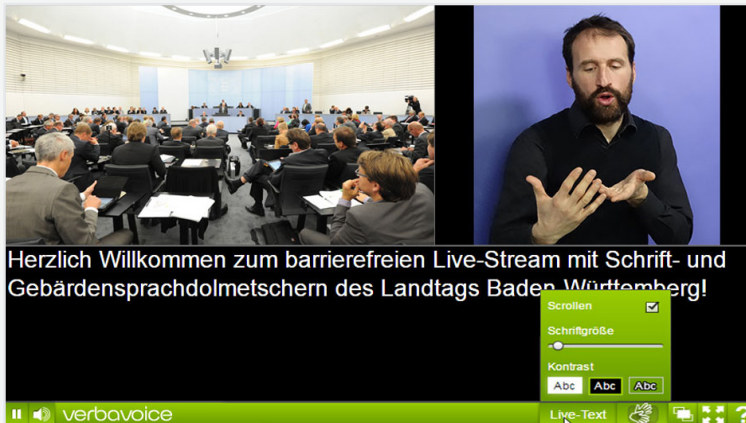 Herzlich Willkommen zum barrierefreien Live-Stream mit Schrift- und
Gebärdensprachdolmetschern des Landtags Baden-Württemberg!
Scrollen
Schriftgröße
Kontrast
Abc Abc Abc
verbavoice Live-Text ?